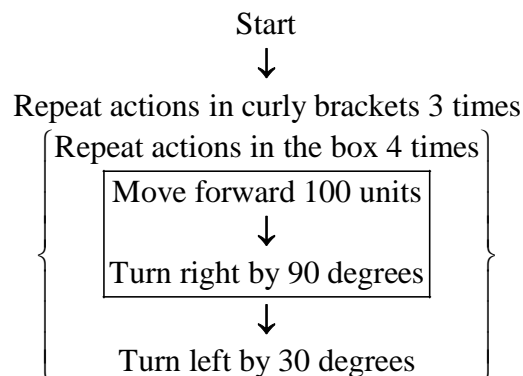 Start
↓
Repeat actions in curly brackets 3 times
Repeat actions in the box 4 times
Move forward 100 units
↓
Turn right by 90 degrees
↓
Turn left by 30 degrees